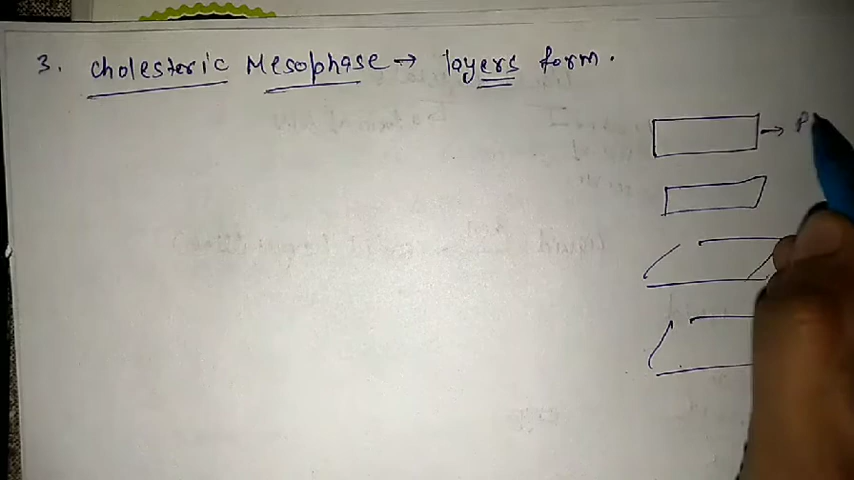 3. Cholesteric Mesophase → layers form.
→ P